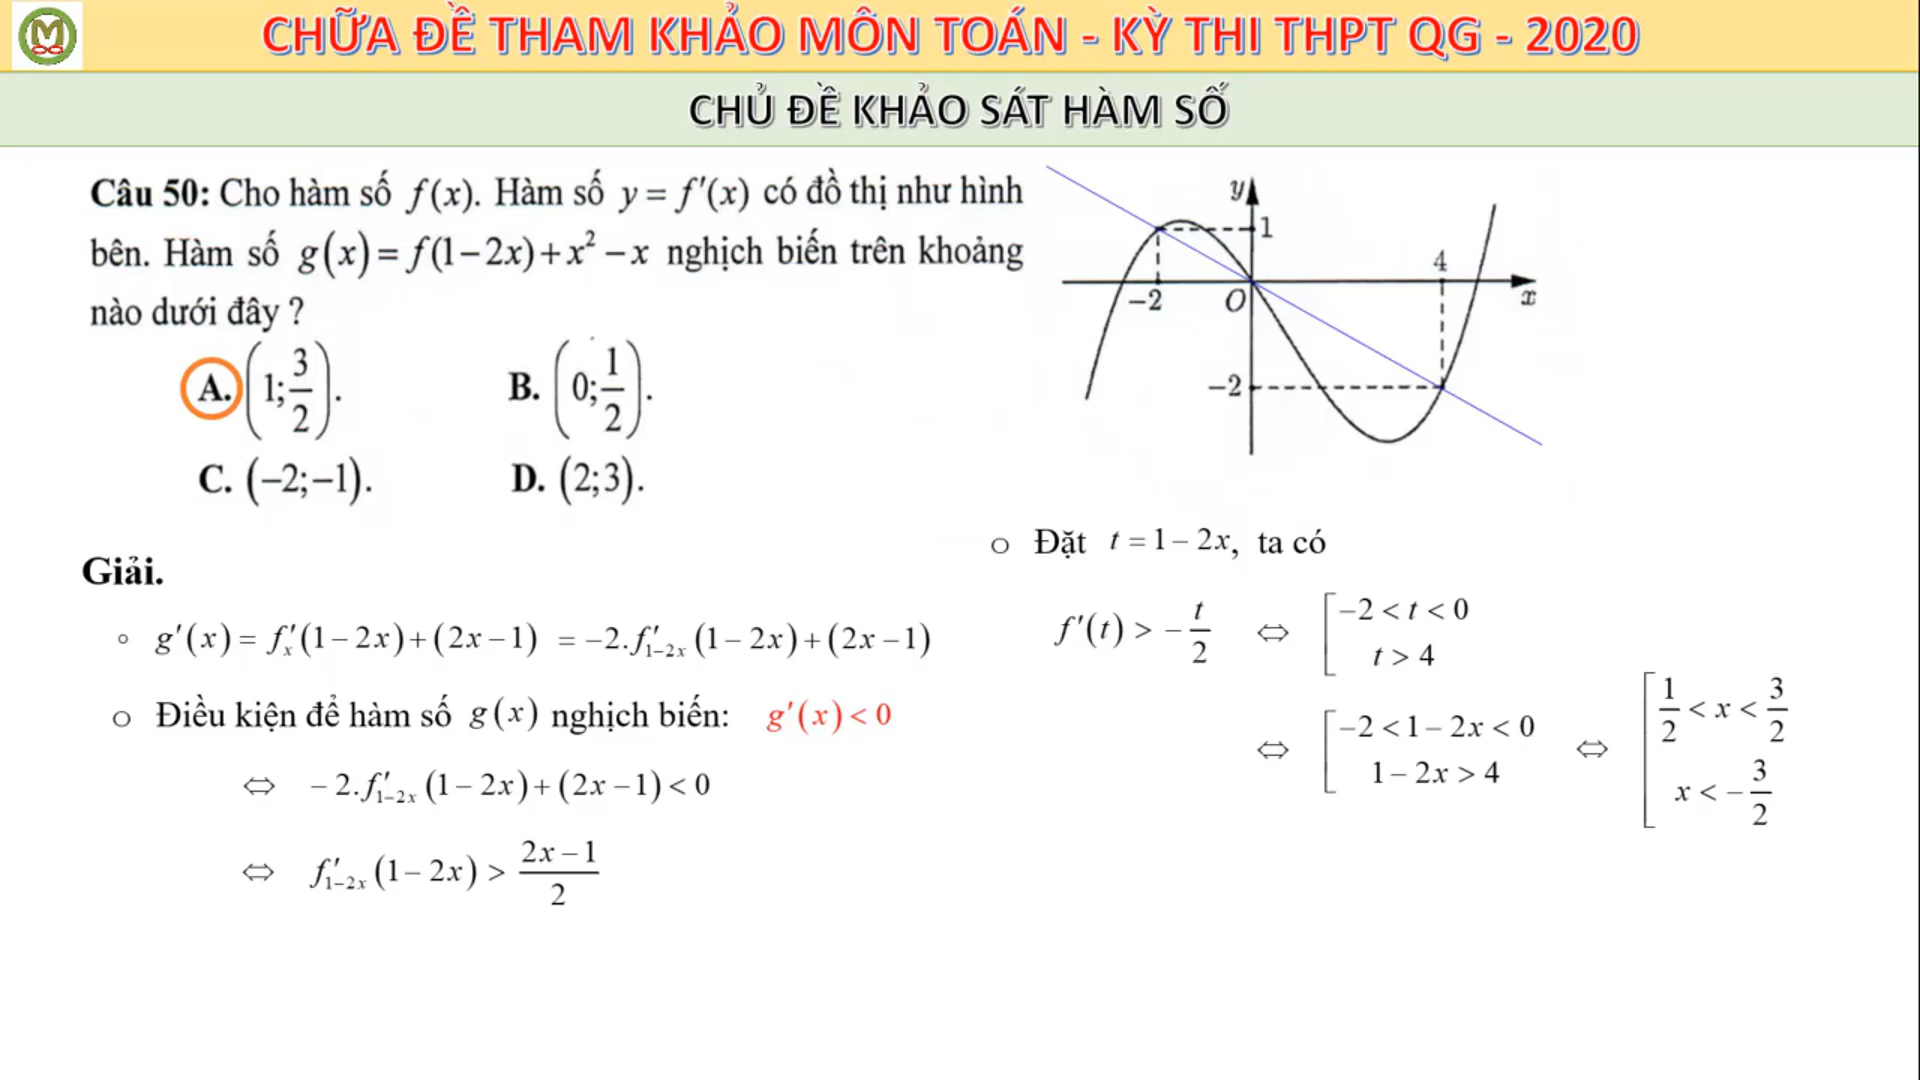 M
CHỮA ĐỀ THAM KHẢO MÔN TOÁN - KỲ THI THPT QG - 2020
CHỦ ĐỀ KHẢO SÁT HÀM SỐ
Câu 50: Cho hàm số f(x). Hàm số y = f'(x) có đồ thị như hình
bên. Hàm số g(x) = f(1−2x)+x² −x nghịch biến trên khoảng
nào dưới đây ?
A. (1; 3/2).
B. (0; 1/2).
C. (−2;−1).
D. (2;3).
y
1
4
−2
O
x
−2
Giải.
g'(x) = f'ₓ(1−2x)+(2x−1) = −2.f'₁₋₂ₓ(1−2x)+(2x−1)
o Điều kiện để hàm số g(x) nghịch biến: g'(x) < 0
⇔ −2.f'₁₋₂ₓ(1−2x)+(2x−1) < 0
⇔ f'₁₋₂ₓ(1−2x) > (2x−1)/2
o Đặt t = 1−2x, ta có
f'(t) > −t/2 ⇔ [ −2 < t < 0
t > 4
⇔ [ −2 < 1−2x < 0
1−2x > 4
⇔ [ 1/2 < x < 3/2
x < −3/2